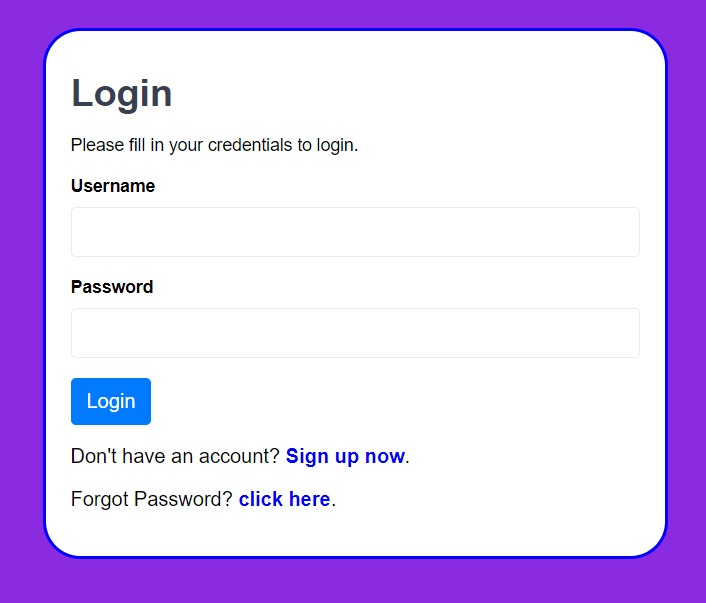 Login
Please fill in your credentials to login.
Username
Password
Login
Don't have an account? Sign up now.
Forgot Password? click here.